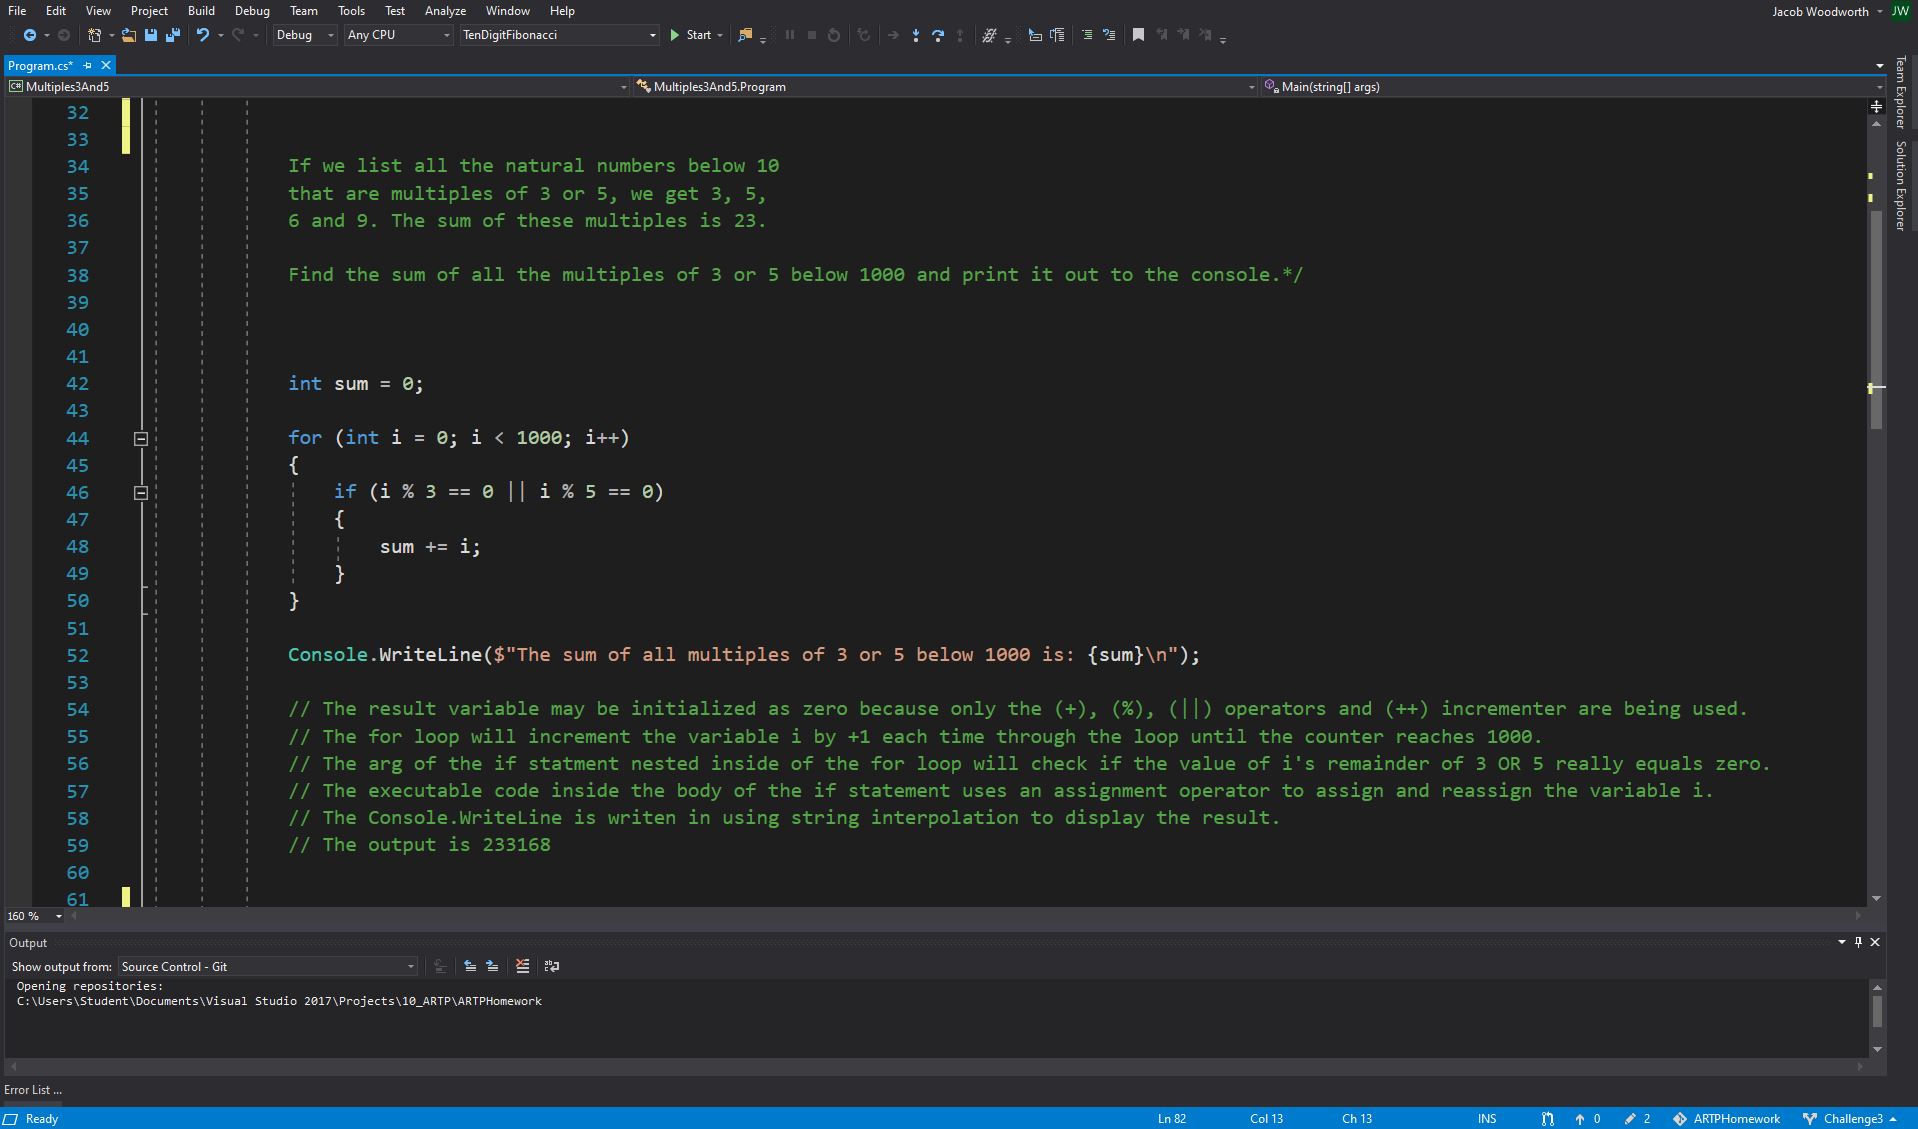 File Edit View Project Build Debug Team Tools Test Analyze Window Help
Jacob Woodworth JW
Debug Any CPU TenDigitFibonacci Start
Program.cs*
Multiples3And5 Multiples3And5.Program Main(string[] args)
Team Explorer
Solution Explorer
32
33
34 If we list all the natural numbers below 10
35 that are multiples of 3 or 5, we get 3, 5,
36 6 and 9. The sum of these multiples is 23.
37
38 Find the sum of all the multiples of 3 or 5 below 1000 and print it out to the console.*/
39
40
41
42 int sum = 0;
43
44 for (int i = 0; i < 1000; i++)
45 {
46 if (i % 3 == 0 || i % 5 == 0)
47 {
48 sum += i;
49 }
50 }
51
52 Console.WriteLine($"The sum of all multiples of 3 or 5 below 1000 is: {sum}\n");
53
54 // The result variable may be initialized as zero because only the (+), (%), (||) operators and (++) incrementer are being used.
55 // The for loop will increment the variable i by +1 each time through the loop until the counter reaches 1000.
56 // The arg of the if statment nested inside of the for loop will check if the value of i's remainder of 3 OR 5 really equals zero.
57 // The executable code inside the body of the if statement uses an assignment operator to assign and reassign the variable i.
58 // The Console.WriteLine is writen in using string interpolation to display the result.
59 // The output is 233168
60
61
160 %
Output
Show output from: Source Control - Git
Opening repositories:
C:\Users\Student\Documents\Visual Studio 2017\Projects\10_ARTP\ARTPHomework
Error List ...
Ready Ln 82 Col 13 Ch 13 INS 0 2 ARTPHomework Challenge3